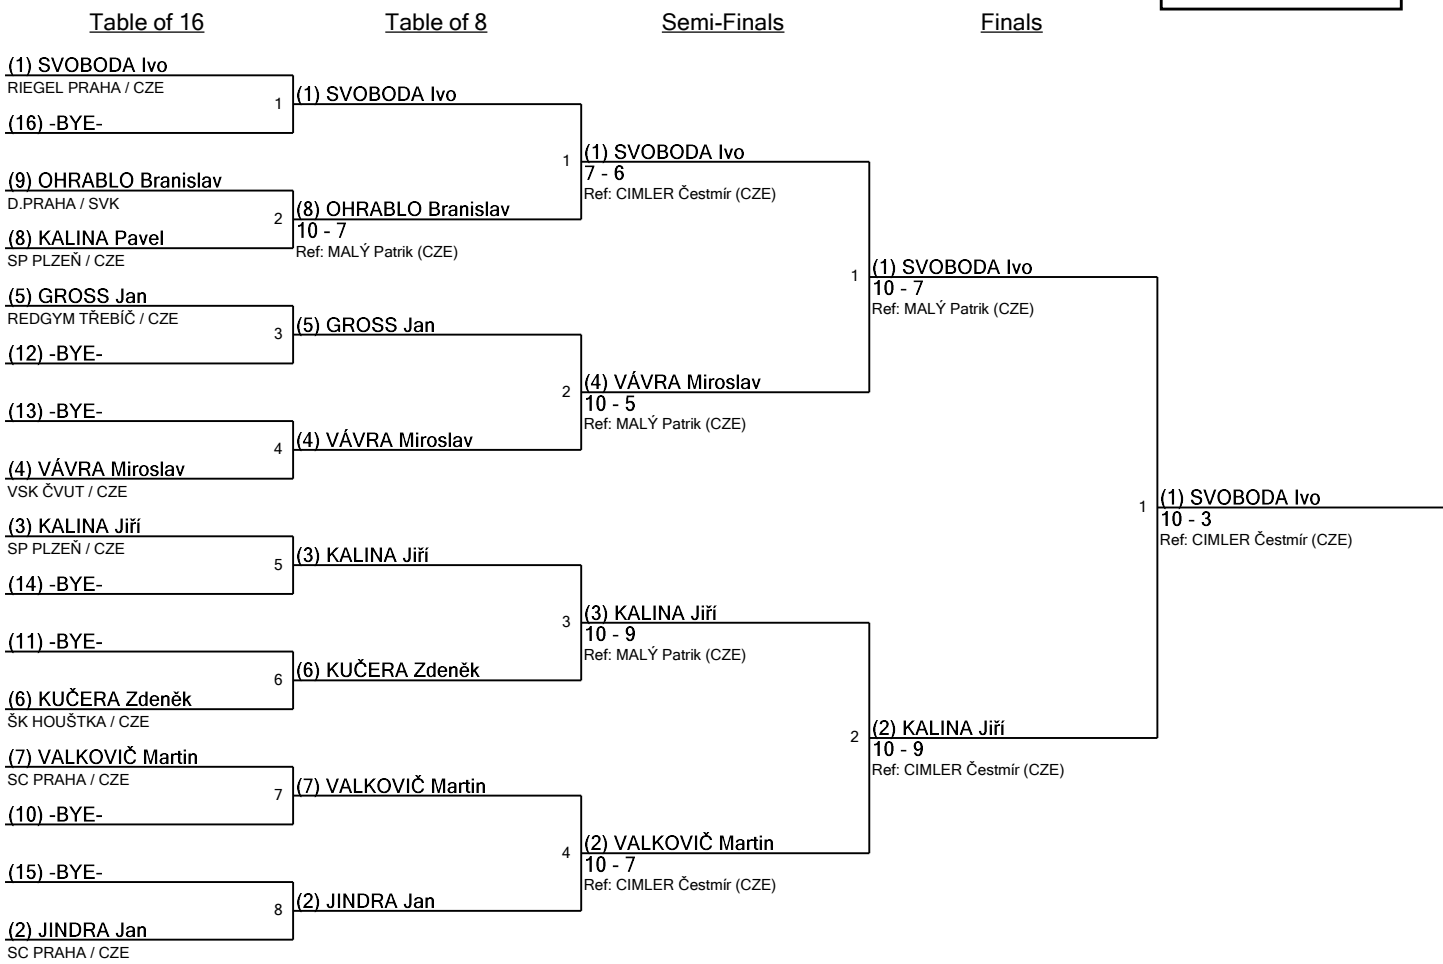 Table of 16
Table of 8
Semi-Finals
Finals
(1) SVOBODA Ivo
RIEGEL PRAHA / CZE
1
(16) -BYE-
(9) OHRABLO Branislav
D.PRAHA / SVK
2
(8) KALINA Pavel
SP PLZEŇ / CZE
(5) GROSS Jan
REDGYM TŘEBÍČ / CZE
3
(12) -BYE-
(13) -BYE-
4
(4) VÁVRA Miroslav
VSK ČVUT / CZE
(3) KALINA Jiří
SP PLZEŇ / CZE
5
(14) -BYE-
(11) -BYE-
6
(6) KUČERA Zdeněk
ŠK HOUŠTKA / CZE
(7) VALKOVIČ Martin
SC PRAHA / CZE
7
(10) -BYE-
(15) -BYE-
8
(2) JINDRA Jan
SC PRAHA / CZE
(1) SVOBODA Ivo
1
(8) OHRABLO Branislav
10 - 7
Ref: MALÝ Patrik (CZE)
(5) GROSS Jan
2
(4) VÁVRA Miroslav
(3) KALINA Jiří
3
(6) KUČERA Zdeněk
(7) VALKOVIČ Martin
4
(2) JINDRA Jan
(1) SVOBODA Ivo
7 - 6
Ref: CIMLER Čestmír (CZE)
1
(4) VÁVRA Miroslav
10 - 5
Ref: MALÝ Patrik (CZE)
(3) KALINA Jiří
10 - 9
Ref: MALÝ Patrik (CZE)
2
(2) VALKOVIČ Martin
10 - 7
Ref: CIMLER Čestmír (CZE)
(1) SVOBODA Ivo
10 - 7
Ref: MALÝ Patrik (CZE)
1
(2) KALINA Jiří
10 - 9
Ref: CIMLER Čestmír (CZE)
(1) SVOBODA Ivo
10 - 3
Ref: CIMLER Čestmír (CZE)